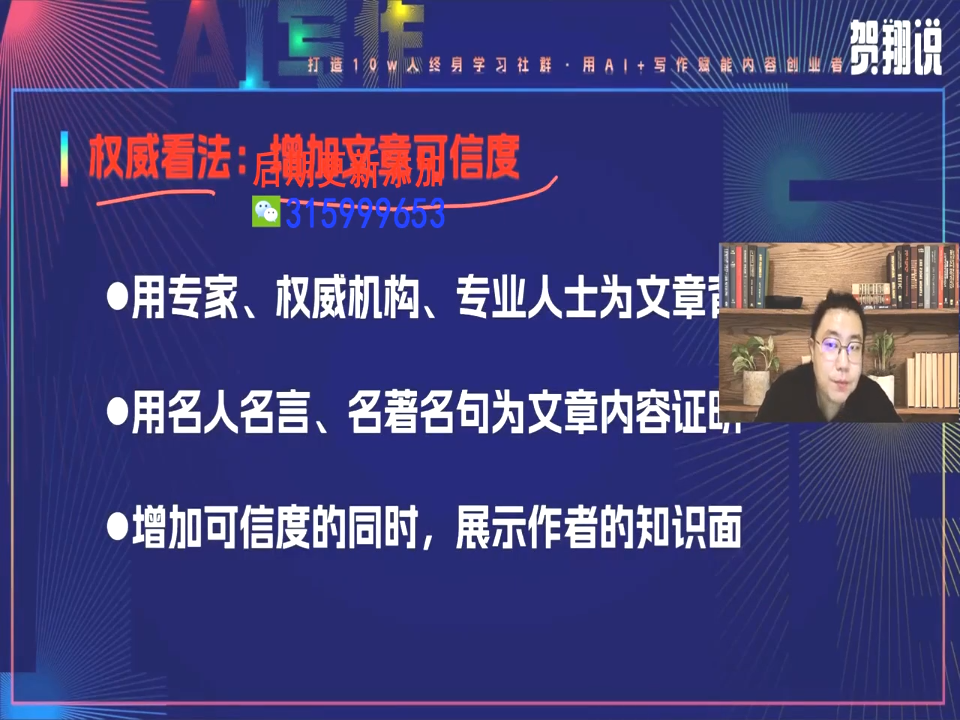 AI写作
打造10w人终身学习社群·用AI+写作赋能内容创业者
贺翔说
权威看法：增加文章可信度
后期更新添加
315999653
●用专家、权威机构、专业人士为文章
●用名人名言、名著名句为文章内容证明
●增加可信度的同时，展示作者的知识面